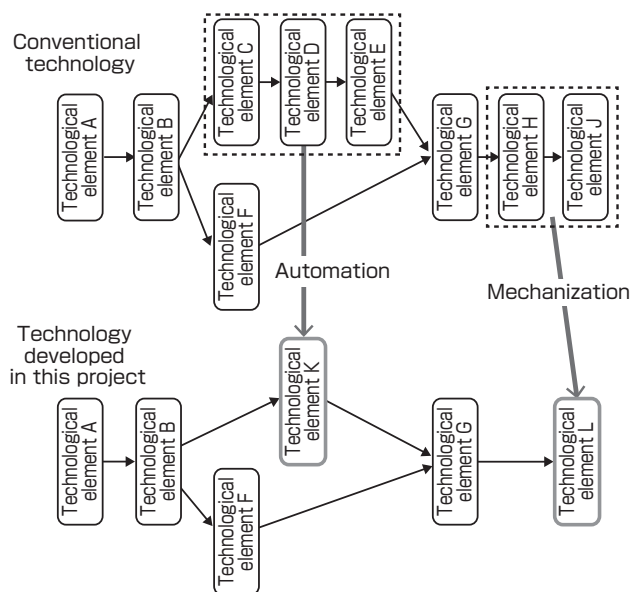 Conventional
technology
Technological
element A
Technological
element B
Technological
element C
Technological
element D
Technological
element E
Technological
element F
Technological
element G
Technological
element H
Technological
element J
Automation
Mechanization
Technology
developed
in this project
Technological
element A
Technological
element B
Technological
element K
Technological
element F
Technological
element G
Technological
element L